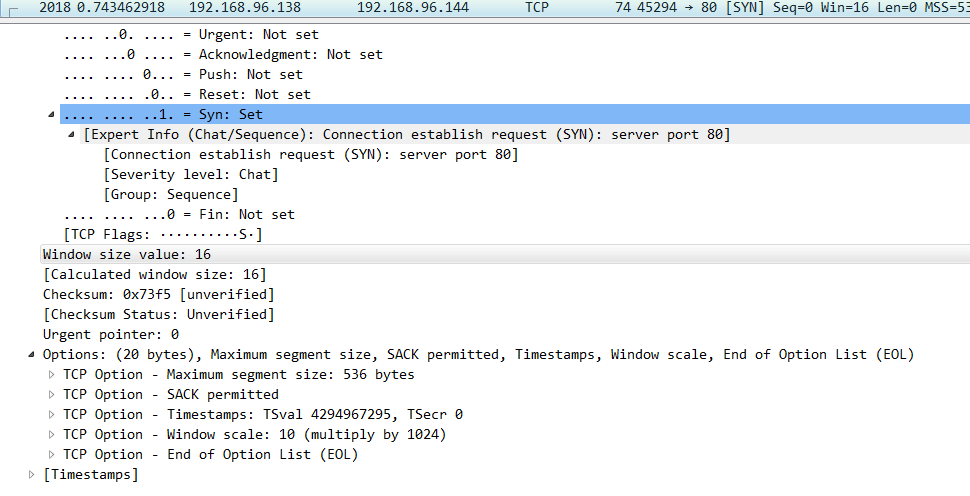 2018 0.743462918 192.168.96.138 192.168.96.144 TCP 74 45294 → 80 [SYN] Seq=0 Win=16 Len=0 MSS=53
.... ..0. .... = Urgent: Not set
.... ...0 .... = Acknowledgment: Not set
.... .... 0... = Push: Not set
.... .... .0.. = Reset: Not set
.... .... ..1. = Syn: Set
[Expert Info (Chat/Sequence): Connection establish request (SYN): server port 80]
[Connection establish request (SYN): server port 80]
[Severity level: Chat]
[Group: Sequence]
.... .... ...0 = Fin: Not set
[TCP Flags: ··········S·]
Window size value: 16
[Calculated window size: 16]
Checksum: 0x73f5 [unverified]
[Checksum Status: Unverified]
Urgent pointer: 0
Options: (20 bytes), Maximum segment size, SACK permitted, Timestamps, Window scale, End of Option List (EOL)
TCP Option - Maximum segment size: 536 bytes
TCP Option - SACK permitted
TCP Option - Timestamps: TSval 4294967295, TSecr 0
TCP Option - Window scale: 10 (multiply by 1024)
TCP Option - End of Option List (EOL)
[Timestamps]